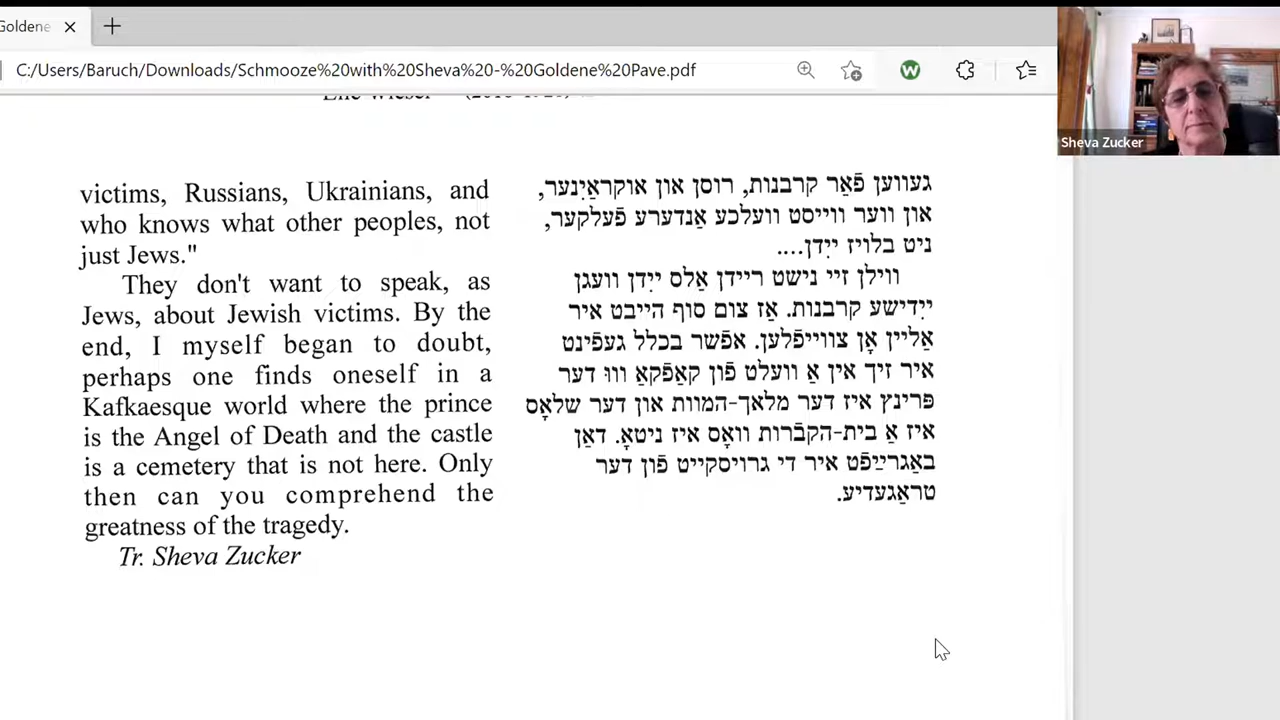 Goldene
C:/Users/Baruch/Downloads/Schmooze%20with%20Shava%20-%20Goldene%20Pave.pdf
Sheva Zucker
victims, Russians, Ukrainians, and
who knows what other peoples, not
just Jews."
They don't want to speak, as
Jews, about Jewish victims. By the
end, I myself began to doubt,
perhaps one finds oneself in a
Kafkaesque world where the prince
is the Angel of Death and the castle
is a cemetery that is not here. Only
then can you comprehend the
greatness of the tragedy.
Tr. Sheva Zucker
געווען פֿאַר קרבנות, רוסן און אוקראַיִנער,
און ווער ווייסט וועלכע אַנדערע פֿעלקער,
ניט בלויז ייִדן....
ווילן זיי נישט ריידן אַלס ייִדן וועגן
ייִדישע קרבנות. אַז צום סוף הייבט איר
אַליין אָן צווייפֿלען. אפֿשר בכלל געפֿינט
איר זיך אין אַ וועלט פֿון קאַפֿקאַ וווּ דער
פּרינץ איז דער מלאך-המוות און דער שלאָס
איז אַ בית-הקבֿרות וואָס איז ניטאָ. דאַן
באַגרײַפֿט איר די גרויסקייט פֿון דער
טראַגעדיע.